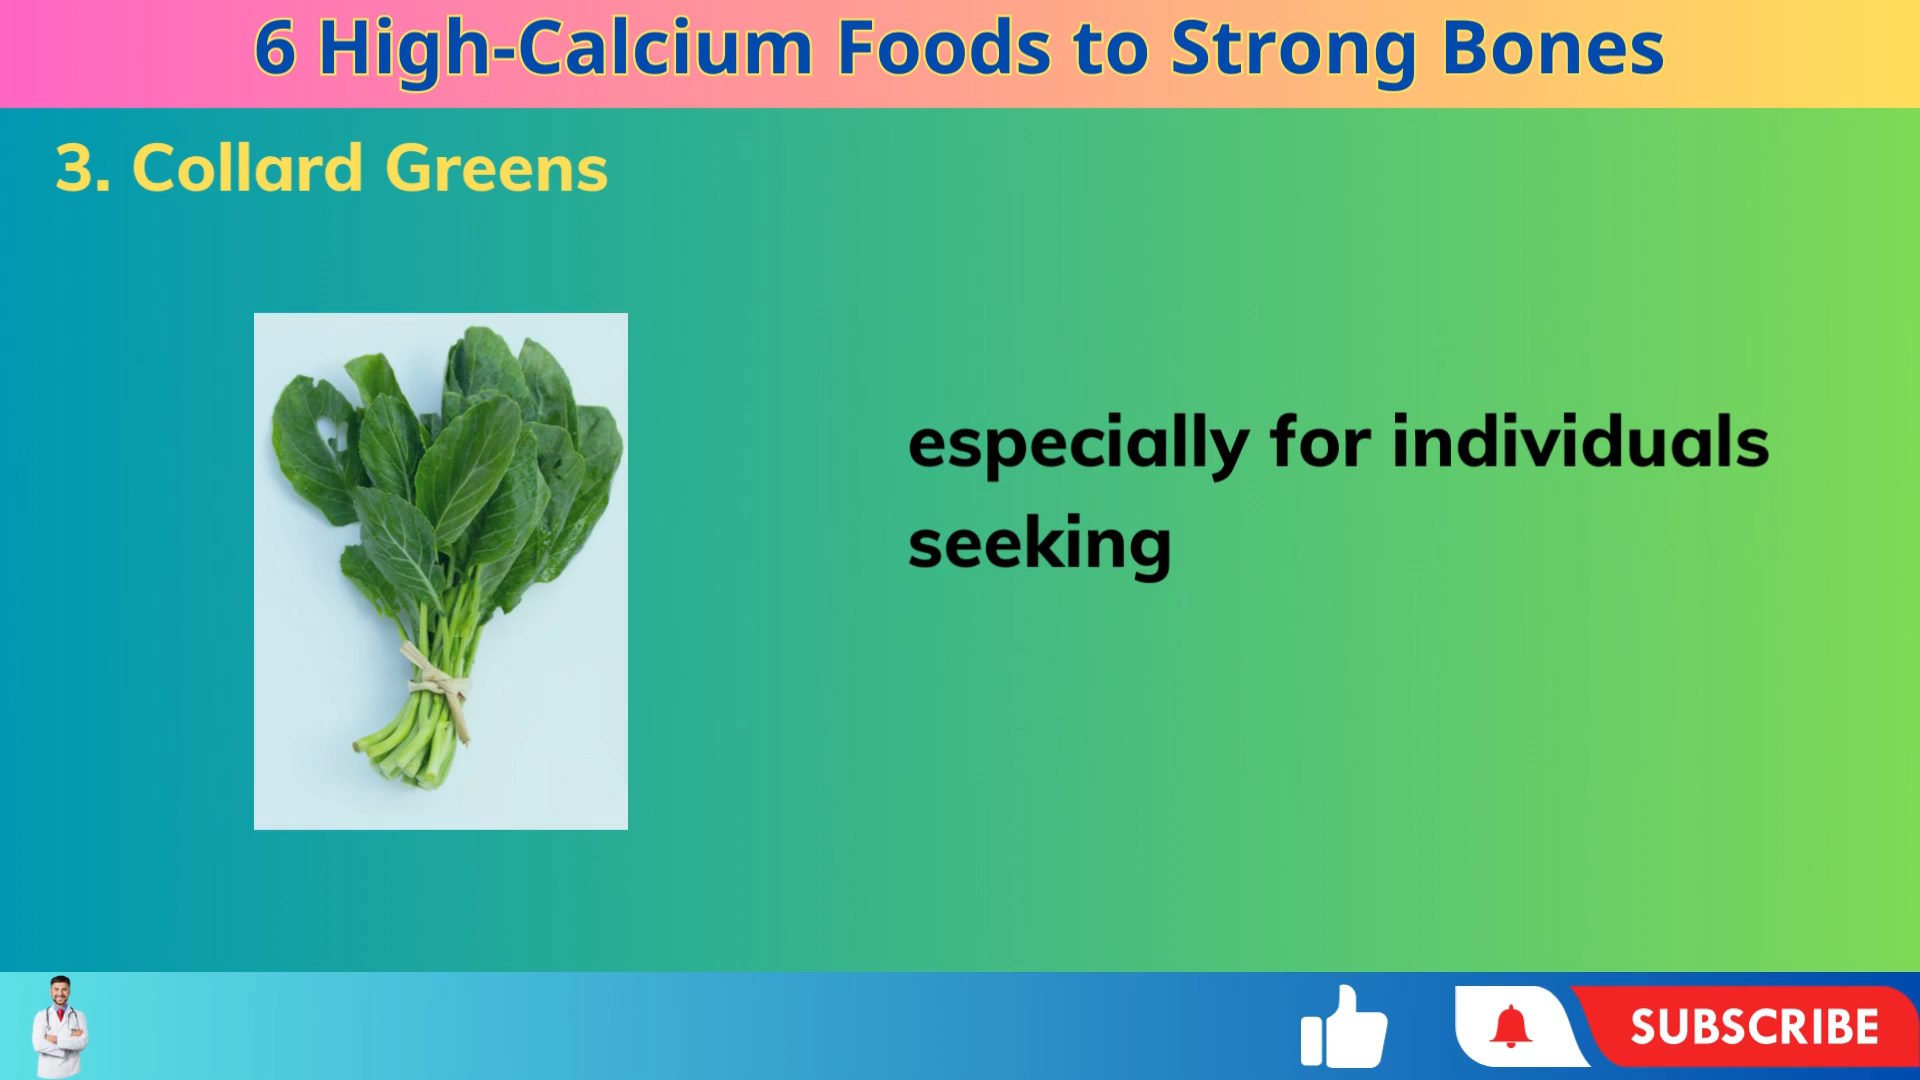 6 High-Calcium Foods to Strong Bones
3. Collard Greens
especially for individuals
seeking
SUBSCRIBE